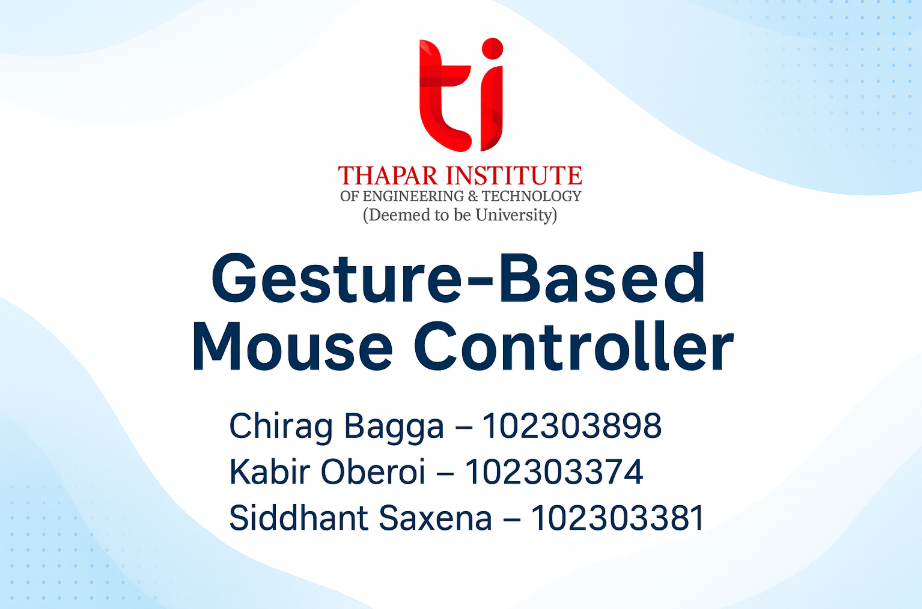 ti
THAPAR INSTITUTE
OF ENGINEERING & TECHNOLOGY
(Deemed to be University)
Gesture-Based
Mouse Controller
Chirag Bagga – 102303898
Kabir Oberoi – 102303374
Siddhant Saxena – 102303381